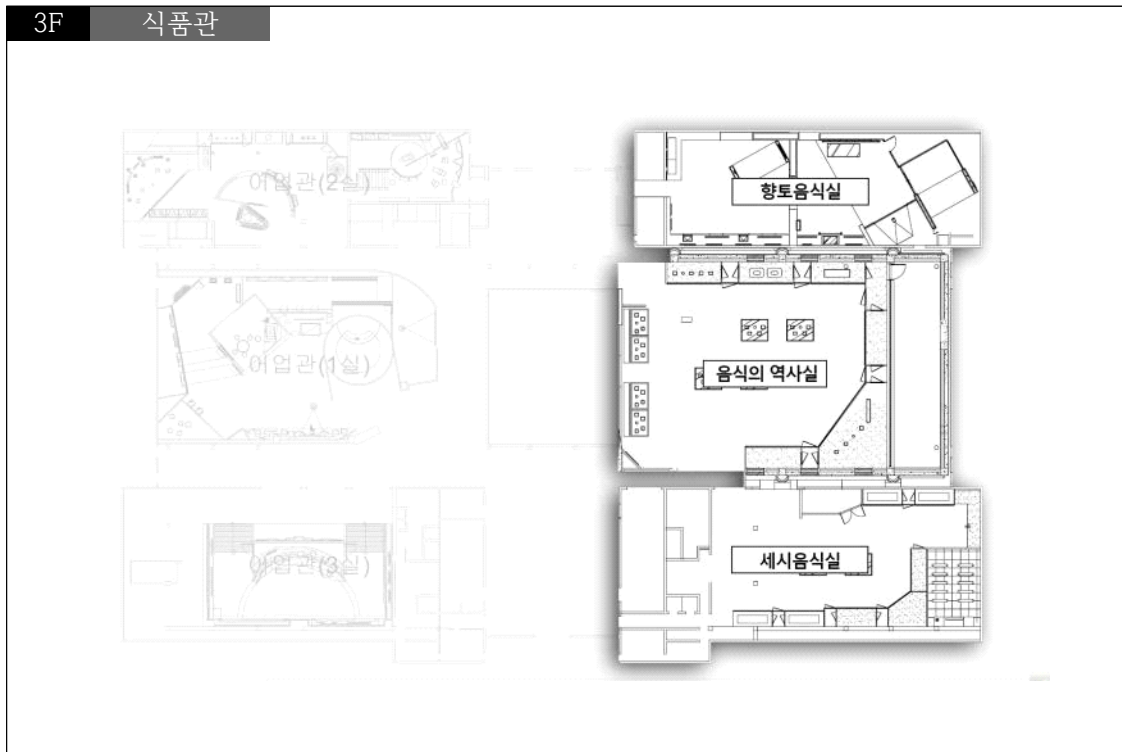 3F 식품관
어업관(2실)
향토음식실
어업관(1실)
음식의 역사실
어업관(3실)
세시음식실